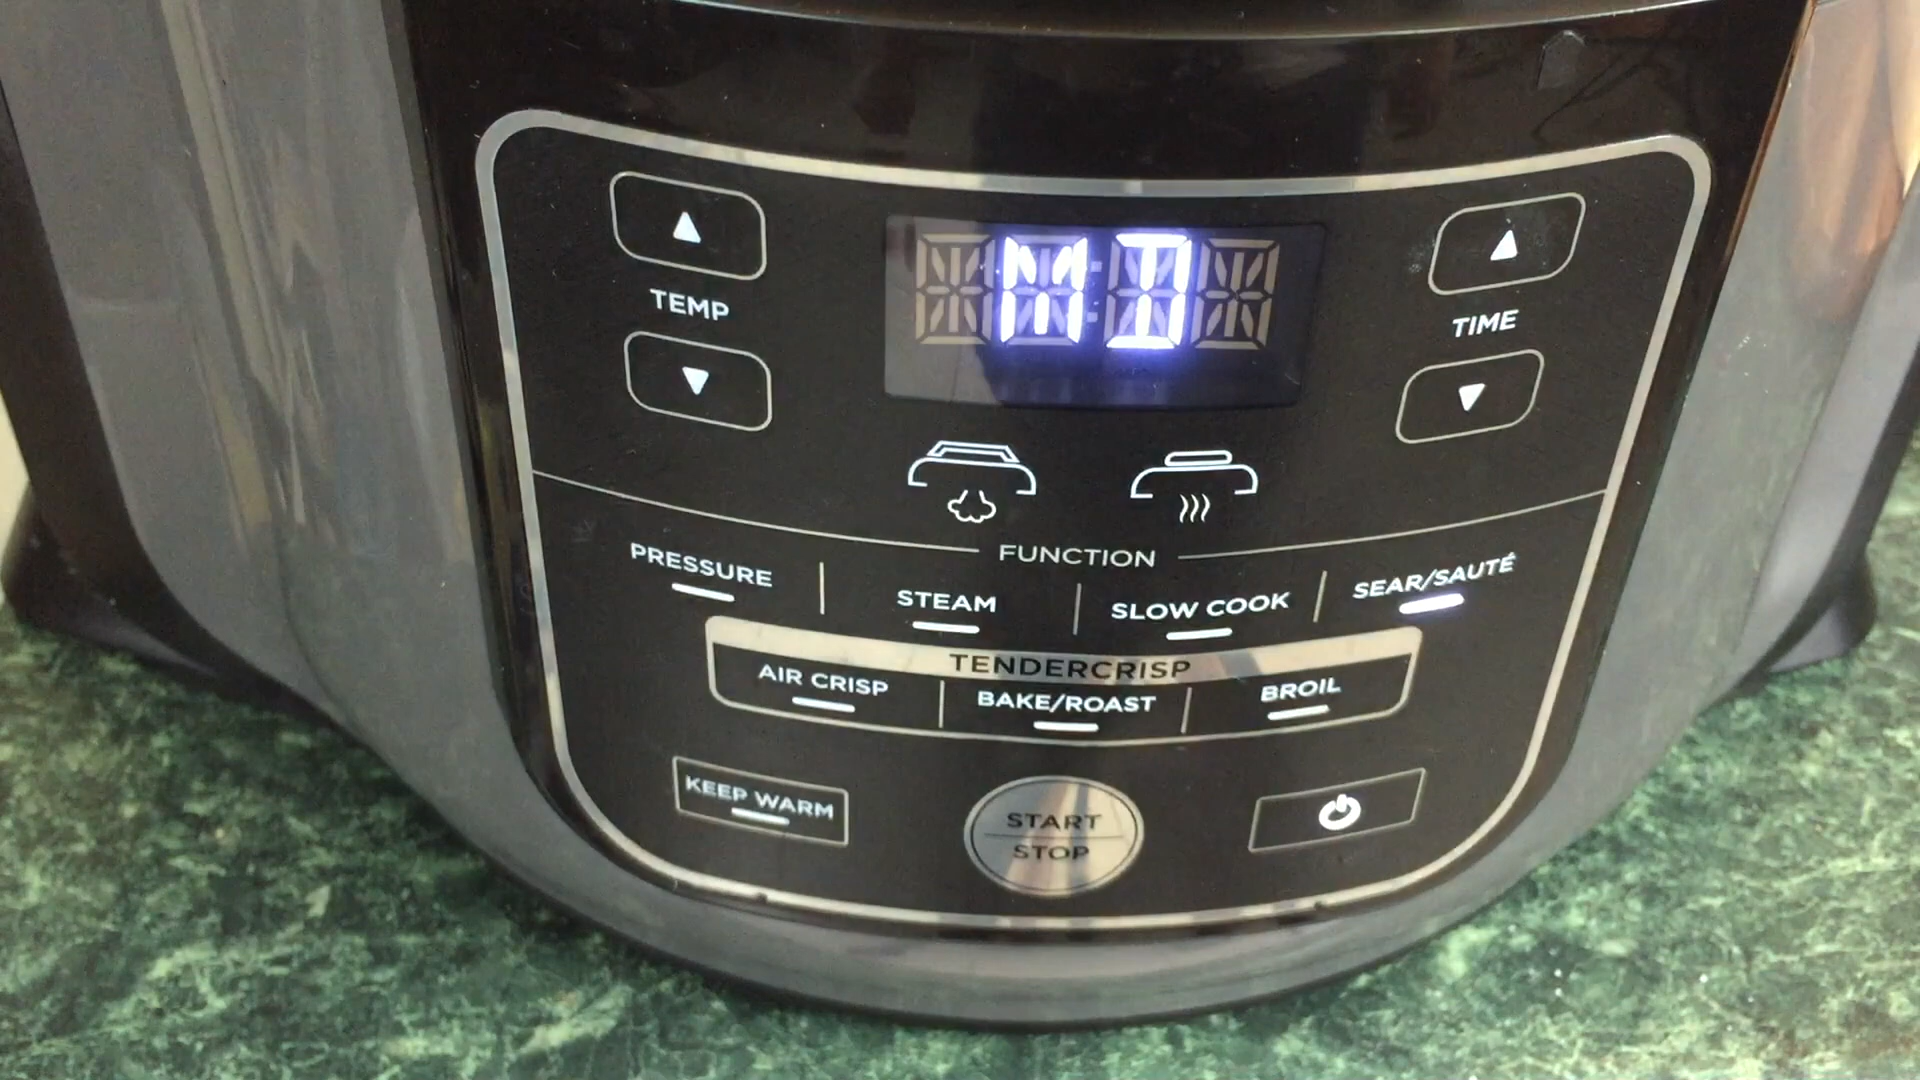 MD
TEMP
TIME
FUNCTION
PRESSURE
STEAM
SLOW COOK
SEAR/SAUTÉ
TENDERCRISP
AIR CRISP
BAKE/ROAST
BROIL
KEEP WARM
START
STOP